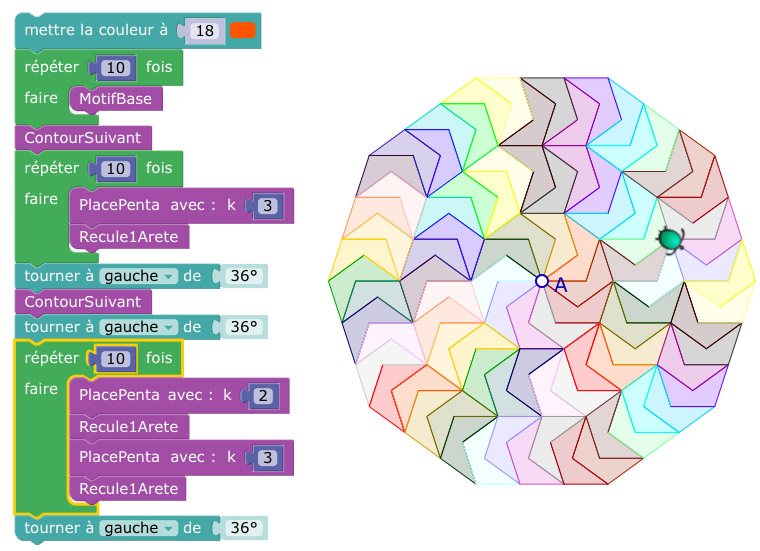 mettre la couleur à 18
répéter 10 fois
faire MotifBase
ContourSuivant
répéter 10 fois
faire PlacePenta avec : k 3
Recule1Arete
tourner à gauche de 36°
ContourSuivant
tourner à gauche de 36°
répéter 10 fois
faire PlacePenta avec : k 2
Recule1Arete
PlacePenta avec : k 3
Recule1Arete
tourner à gauche de 36°
A